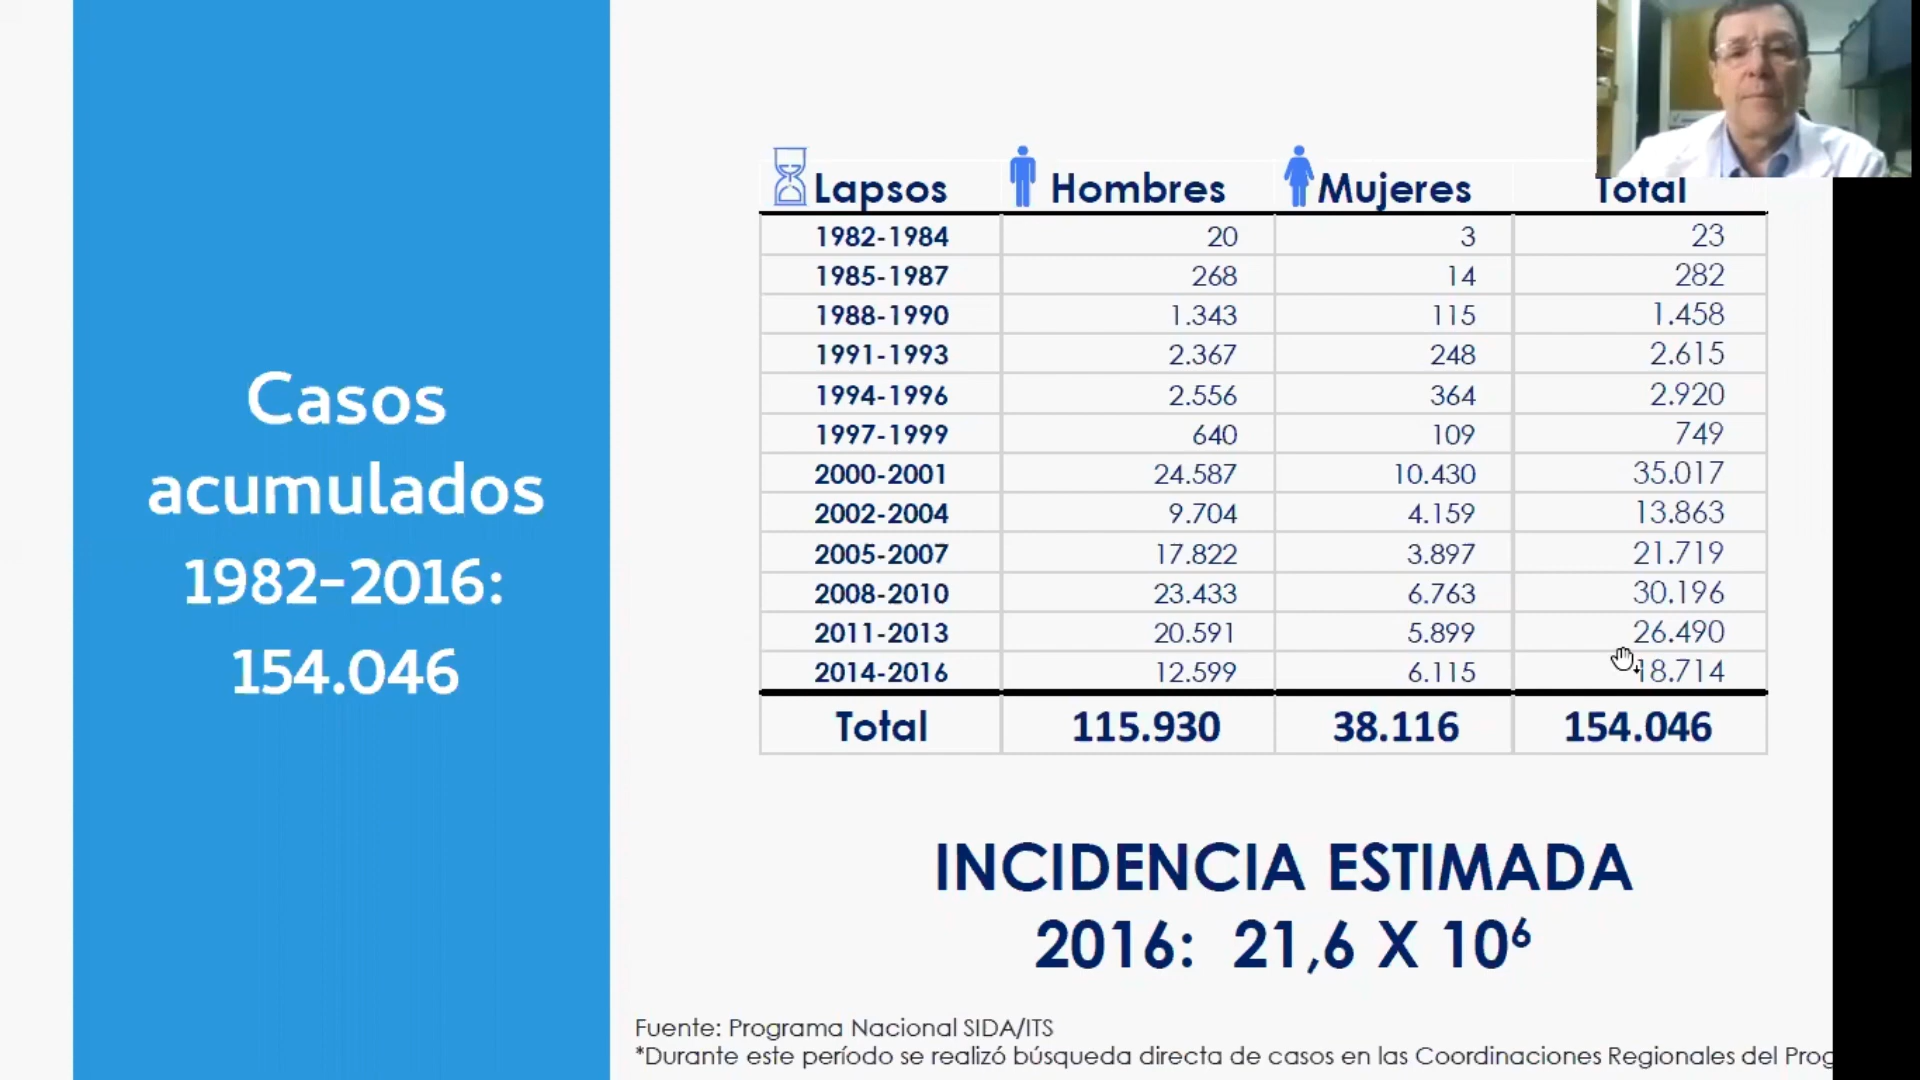 Casos
acumulados
1982-2016:
154.046
Lapsos Hombres Mujeres Total
1982-1984 20 3 23
1985-1987 268 14 282
1988-1990 1.343 115 1.458
1991-1993 2.367 248 2.615
1994-1996 2.556 364 2.920
1997-1999 640 109 749
2000-2001 24.587 10.430 35.017
2002-2004 9.704 4.159 13.863
2005-2007 17.822 3.897 21.719
2008-2010 23.433 6.763 30.196
2011-2013 20.591 5.899 26.490
2014-2016 12.599 6.115 18.714
Total 115.930 38.116 154.046
INCIDENCIA ESTIMADA
2016: 21,6 X 10⁶
Fuente: Programa Nacional SIDA/ITS
*Durante este período se realizó búsqueda directa de casos en las Coordinaciones Regionales del Prog